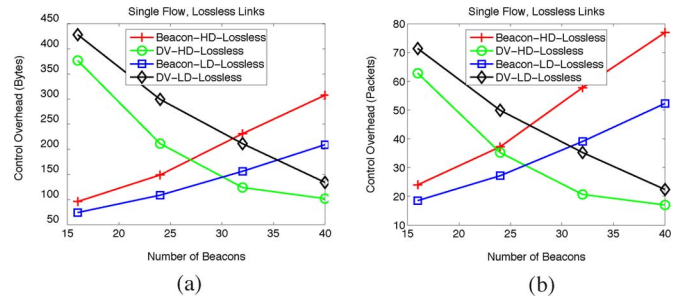 Single Flow, Lossless Links
Control Overhead (Bytes)
450
400
350
300
250
200
150
100
50
Beacon-HD-Lossless
DV-HD-Lossless
Beacon-LD-Lossless
DV-LD-Lossless
15 20 25 30 35 40
Number of Beacons
(a)
Single Flow, Lossless Links
Control Overhead (Packets)
80
70
60
50
40
30
20
10
Beacon-HD-Lossless
DV-HD-Lossless
Beacon-LD-Lossless
DV-LD-Lossless
15 20 25 30 35 40
Number of Beacons
(b)